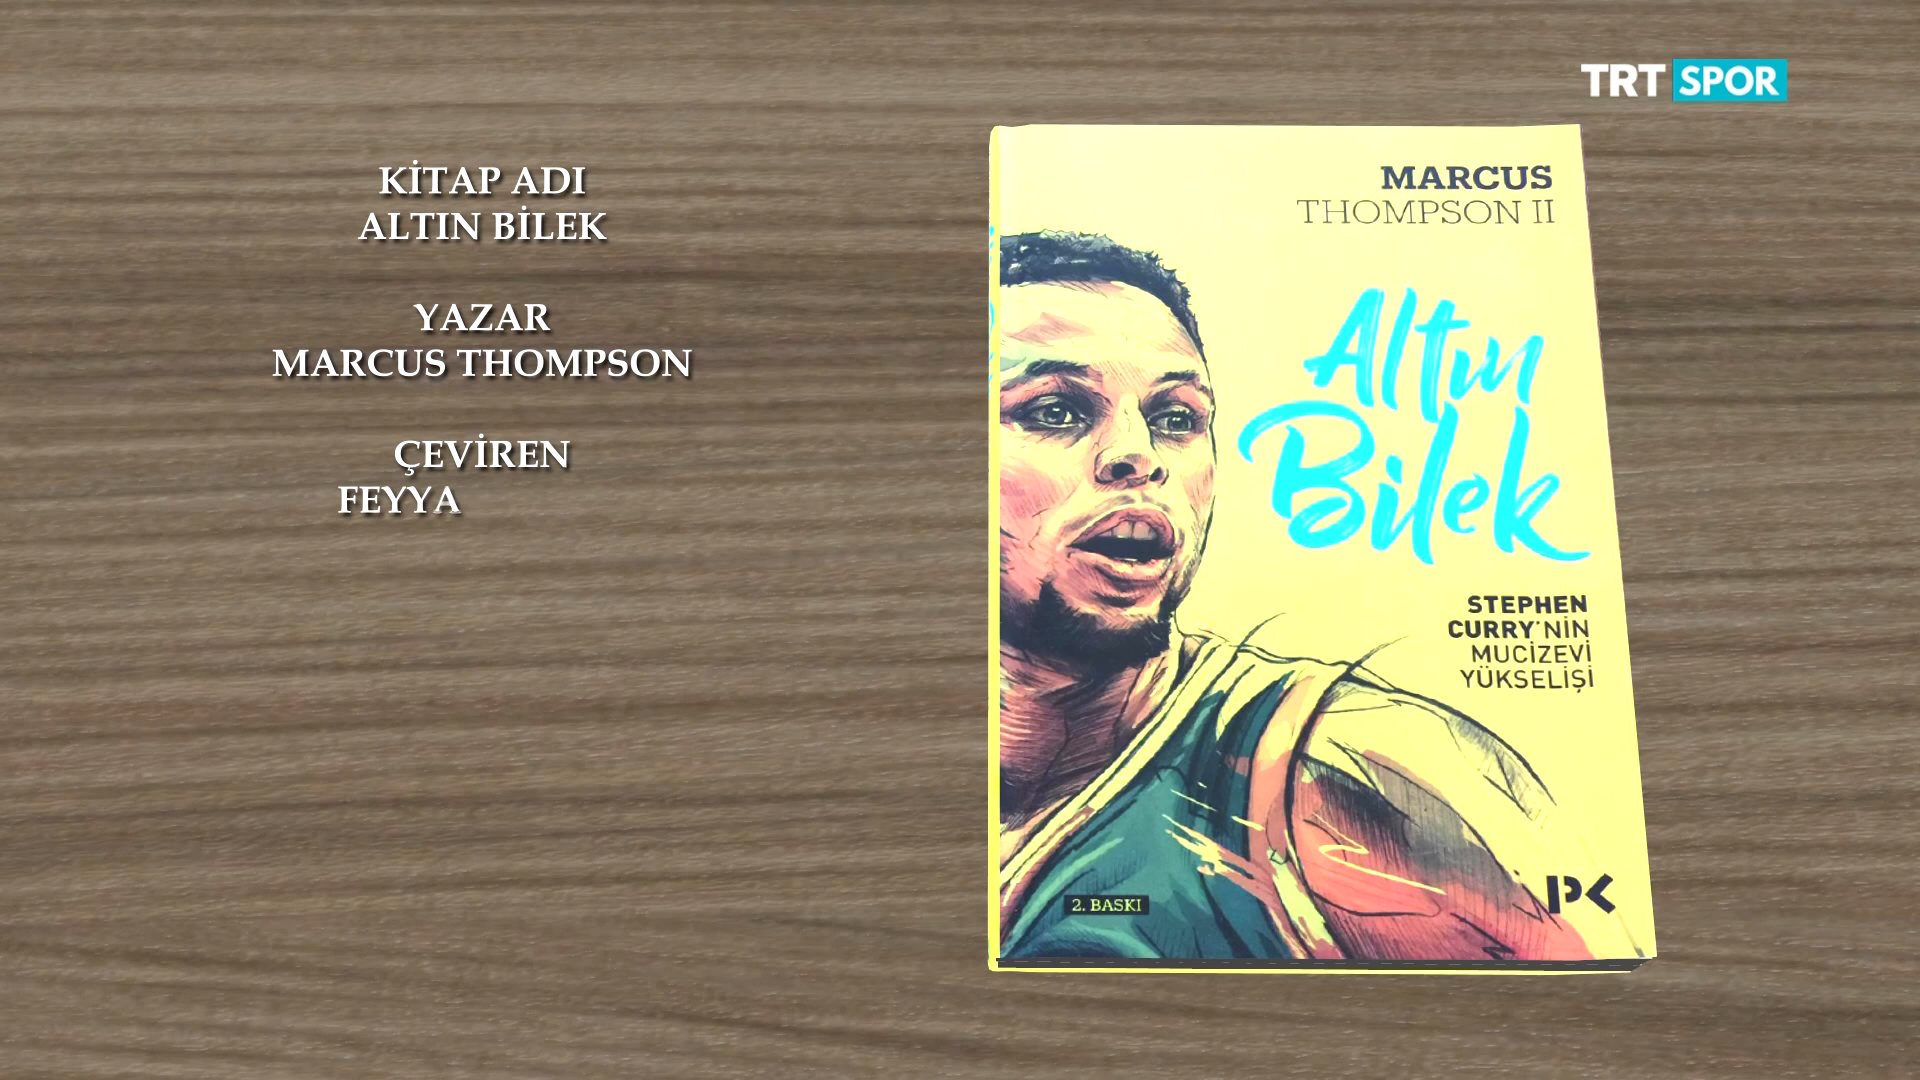 TRT SPOR
KİTAP ADI
ALTIN BİLEK
YAZAR
MARCUS THOMPSON
ÇEVİREN
FEYYA
MARCUS
THOMPSON II
Altın
Bilek
STEPHEN
CURRY'NİN
MUCİZEVİ
YÜKSELİŞİ
2. BASKI